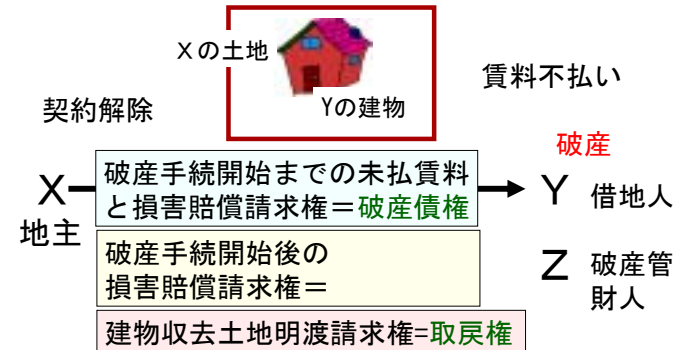 Xの土地
Yの建物
賃料不払い
契約解除
破産
X
地主
破産手続開始までの未払賃料
と損害賠償請求権＝破産債権
Y 借地人
破産手続開始後の
損害賠償請求権＝
Z 破産管
財人
建物収去土地明渡請求権=取戻権